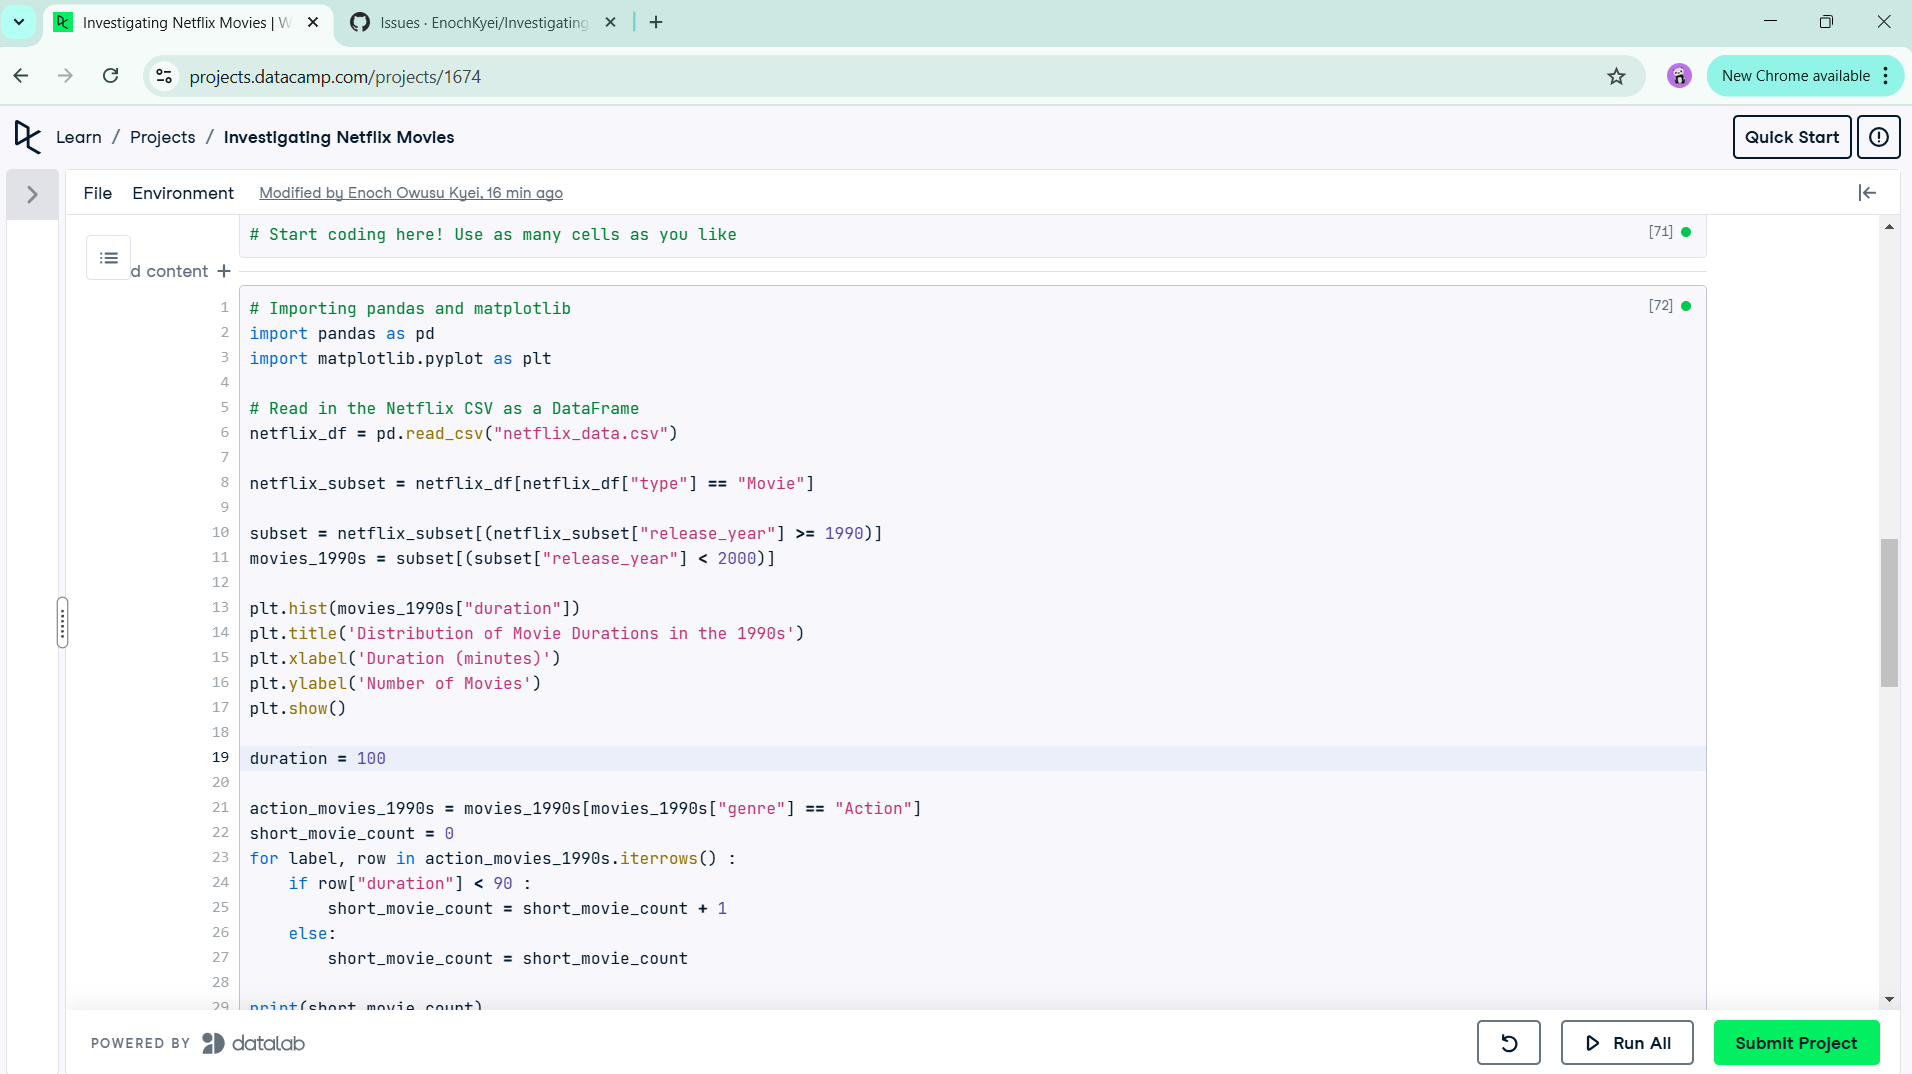 Investigating Netflix Movies | W
Issues · EnochKyei/Investigating
projects.datacamp.com/projects/1674
New Chrome available
Learn / Projects / Investigating Netflix Movies
Quick Start
File Environment Modified by Enoch Owusu Kyei, 16 min ago
# Start coding here! Use as many cells as you like
[71]
d content +
1 # Importing pandas and matplotlib
[72]
2 import pandas as pd
3 import matplotlib.pyplot as plt
4
5 # Read in the Netflix CSV as a DataFrame
6 netflix_df = pd.read_csv("netflix_data.csv")
7
8 netflix_subset = netflix_df[netflix_df["type"] == "Movie"]
9
10 subset = netflix_subset[(netflix_subset["release_year"] >= 1990)]
11 movies_1990s = subset[(subset["release_year"] < 2000)]
12
13 plt.hist(movies_1990s["duration"])
14 plt.title('Distribution of Movie Durations in the 1990s')
15 plt.xlabel('Duration (minutes)')
16 plt.ylabel('Number of Movies')
17 plt.show()
18
19 duration = 100
20
21 action_movies_1990s = movies_1990s[movies_1990s["genre"] == "Action"]
22 short_movie_count = 0
23 for label, row in action_movies_1990s.iterrows() :
24     if row["duration"] < 90 :
25         short_movie_count = short_movie_count + 1
26     else:
27         short_movie_count = short_movie_count
28
29 print(short_movie_count)
POWERED BY datalab
Run All
Submit Project